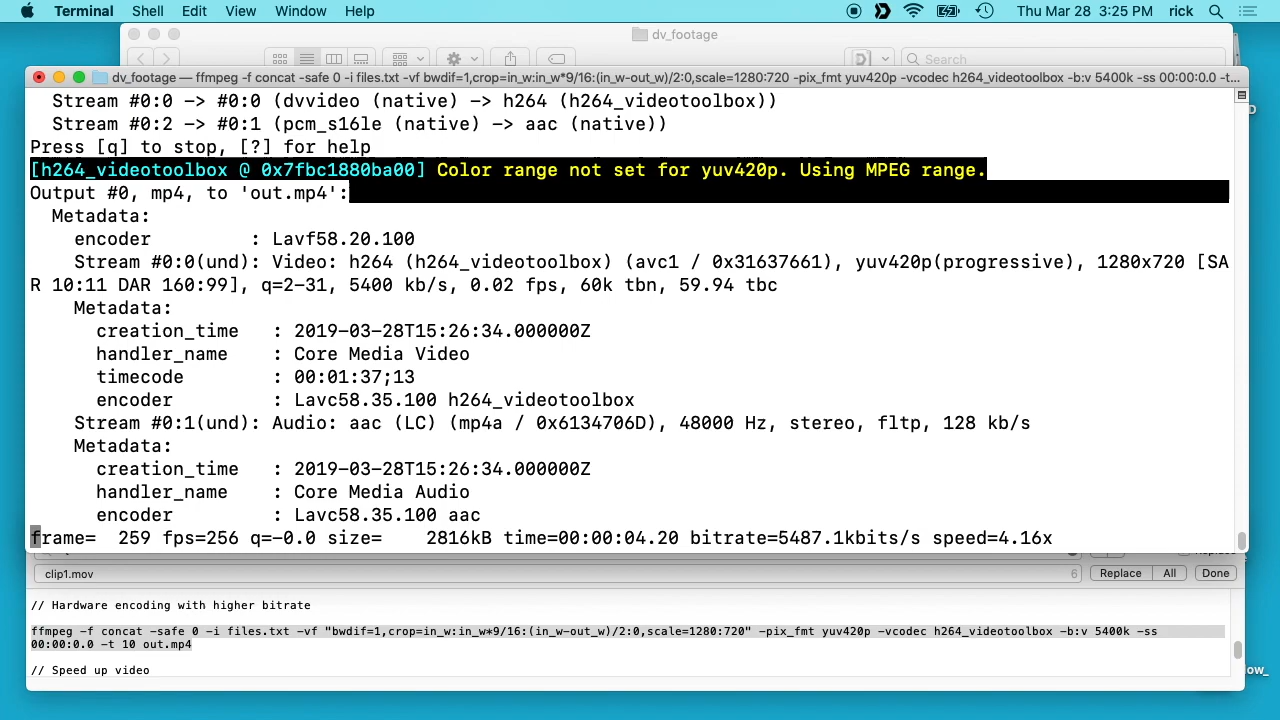 Terminal Shell Edit View Window Help Thu Mar 28 3:25 PM rick
dv_footage
Search
dv_footage — ffmpeg -f concat -safe 0 -i files.txt -vf bwdif=1,crop=in_w:in_w*9/16:(in_w-out_w)/2:0,scale=1280:720 -pix_fmt yuv420p -vcodec h264_videotoolbox -b:v 5400k -ss 00:00:0.0 -t...
Stream #0:0 -> #0:0 (dvvideo (native) -> h264 (h264_videotoolbox))
Stream #0:2 -> #0:1 (pcm_s16le (native) -> aac (native))
Press [q] to stop, [?] for help
[h264_videotoolbox @ 0x7fbc1880ba00] Color range not set for yuv420p. Using MPEG range.
Output #0, mp4, to 'out.mp4':
Metadata:
encoder : Lavf58.20.100
Stream #0:0(und): Video: h264 (h264_videotoolbox) (avc1 / 0x31637661), yuv420p(progressive), 1280x720 [SA
R 10:11 DAR 160:99], q=2-31, 5400 kb/s, 0.02 fps, 60k tbn, 59.94 tbc
Metadata:
creation_time : 2019-03-28T15:26:34.000000Z
handler_name : Core Media Video
timecode : 00:01:37;13
encoder : Lavc58.35.100 h264_videotoolbox
Stream #0:1(und): Audio: aac (LC) (mp4a / 0x6134706D), 48000 Hz, stereo, fltp, 128 kb/s
Metadata:
creation_time : 2019-03-28T15:26:34.000000Z
handler_name : Core Media Audio
encoder : Lavc58.35.100 aac
frame= 259 fps=256 q=-0.0 size= 2816kB time=00:00:04.20 bitrate=5487.1kbits/s speed=4.16x
clip1.mov 6 Replace All Done
// Hardware encoding with higher bitrate
ffmpeg -f concat -safe 0 -i files.txt -vf "bwdif=1,crop=in_w:in_w*9/16:(in_w-out_w)/2:0,scale=1280:720" -pix_fmt yuv420p -vcodec h264_videotoolbox -b:v 5400k -ss
00:00:0.0 -t 10 out.mp4
// Speed up video